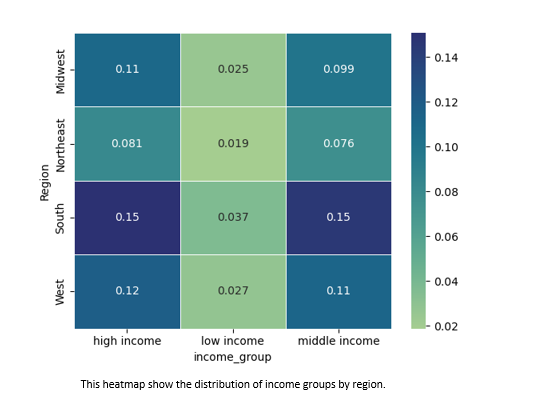 Region
Midwest 0.11 0.025 0.099
Northeast 0.081 0.019 0.076
South 0.15 0.037 0.15
West 0.12 0.027 0.11
high income low income middle income
income_group
0.14
0.12
0.10
0.08
0.06
0.04
0.02
This heatmap show the distribution of income groups by region.